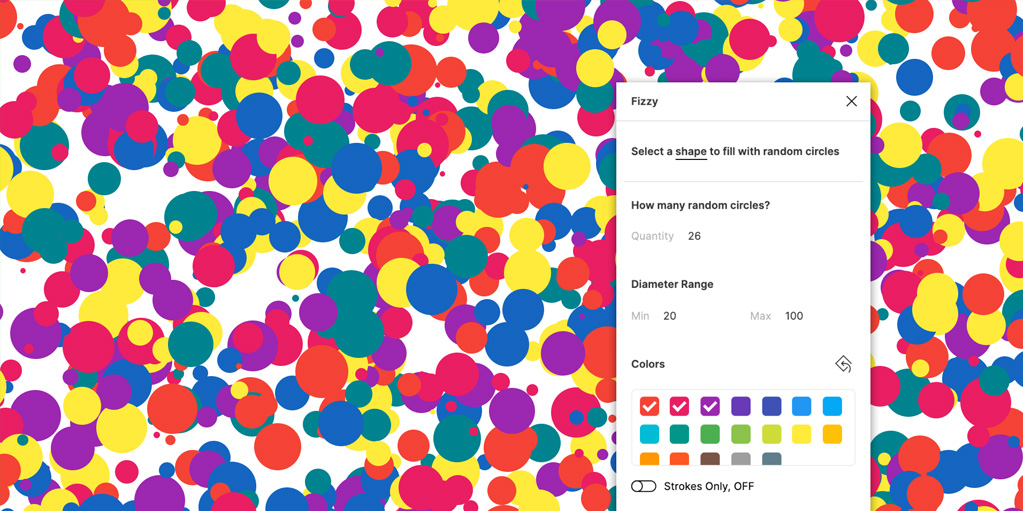 Fizzy
Select a shape to fill with random circles
How many random circles?
Quantity 26
Diameter Range
Min 20 Max 100
Colors
Strokes Only, OFF